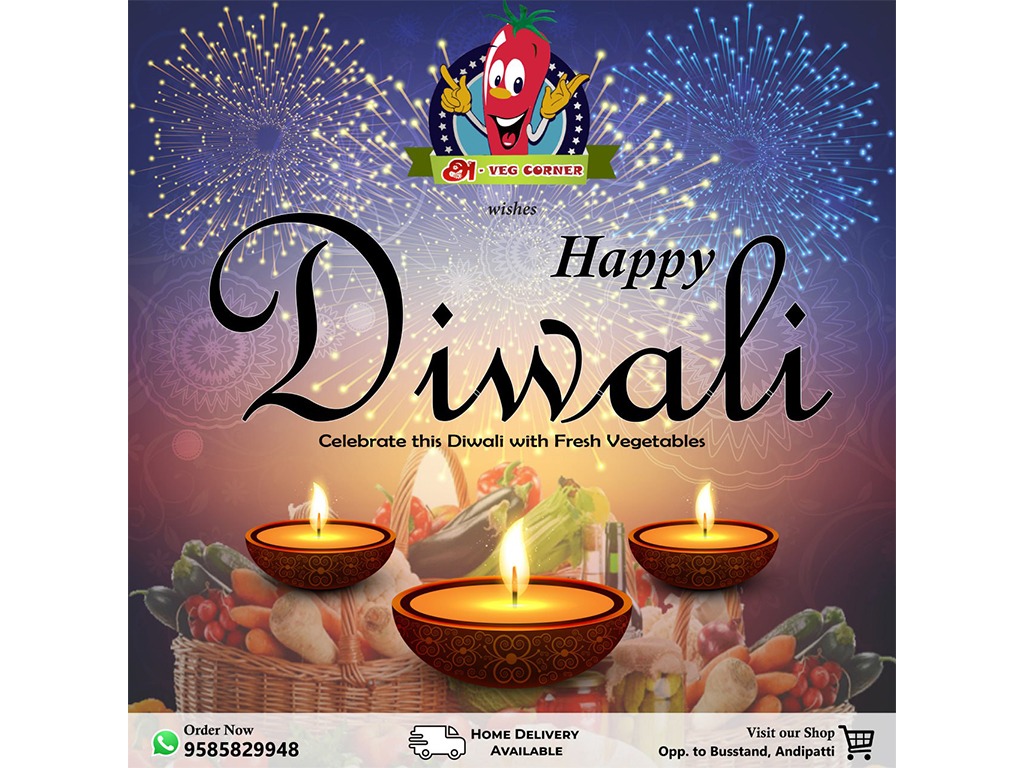 அ - VEG CORNER
wishes
Happy
Diwali
Celebrate this Diwali with Fresh Vegetables
Order Now
9585829948
HOME DELIVERY
AVAILABLE
Visit our Shop
Opp. to Busstand, Andipatti